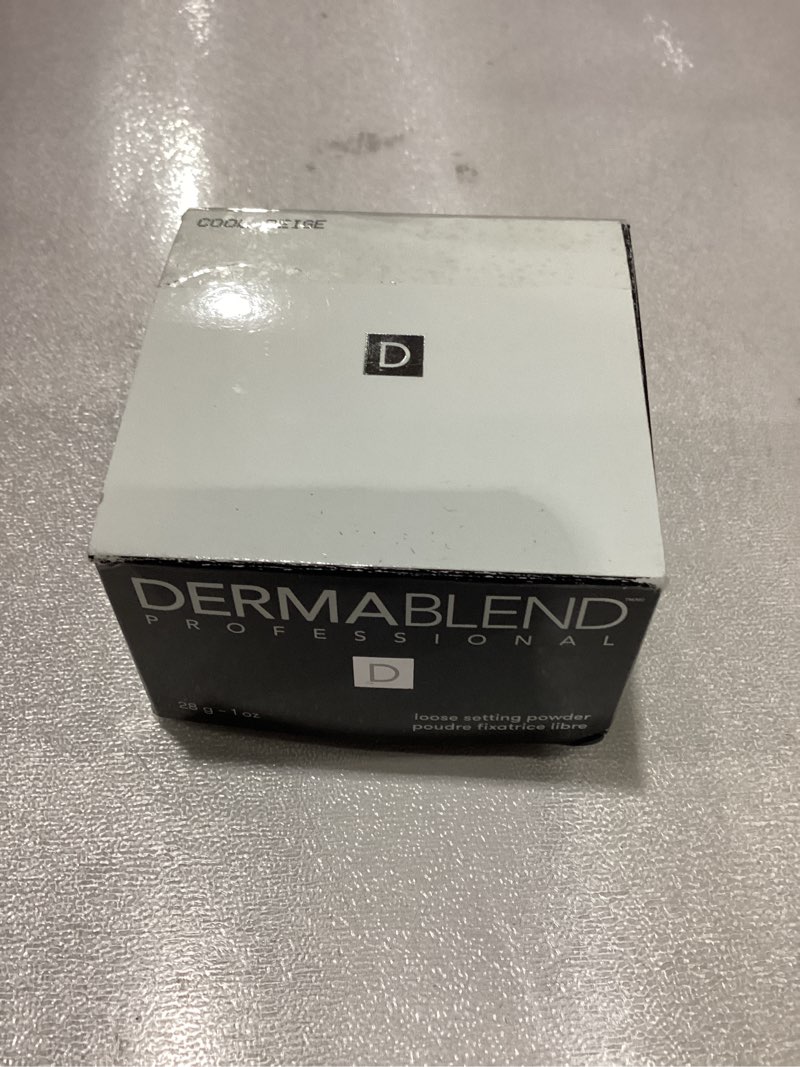 COOL BEIGE
D
DERMABLEND
PROFESSIONAL
D
28 g - 1 oz
loose setting powder
poudre fixatrice libre